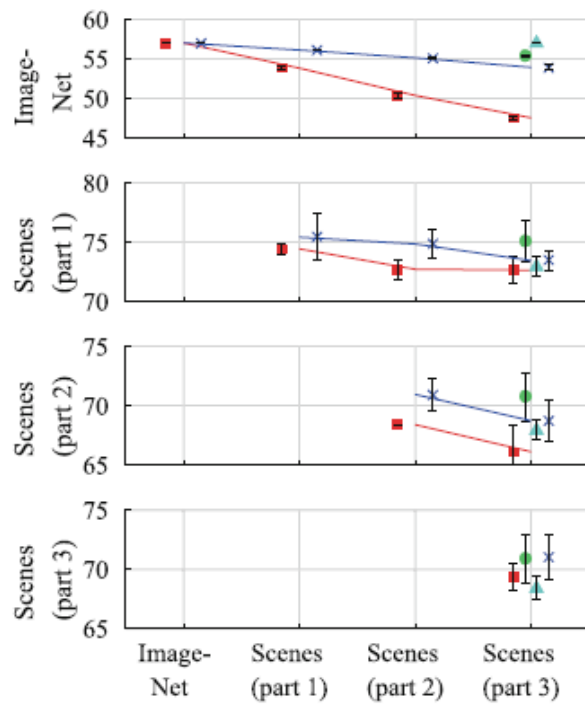 60
55
50
45
Image-
Net
80
75
70
Scenes
(part 1)
75
70
65
Scenes
(part 2)
75
70
65
Scenes
(part 3)
Image-
Net
Scenes
(part 1)
Scenes
(part 2)
Scenes
(part 3)